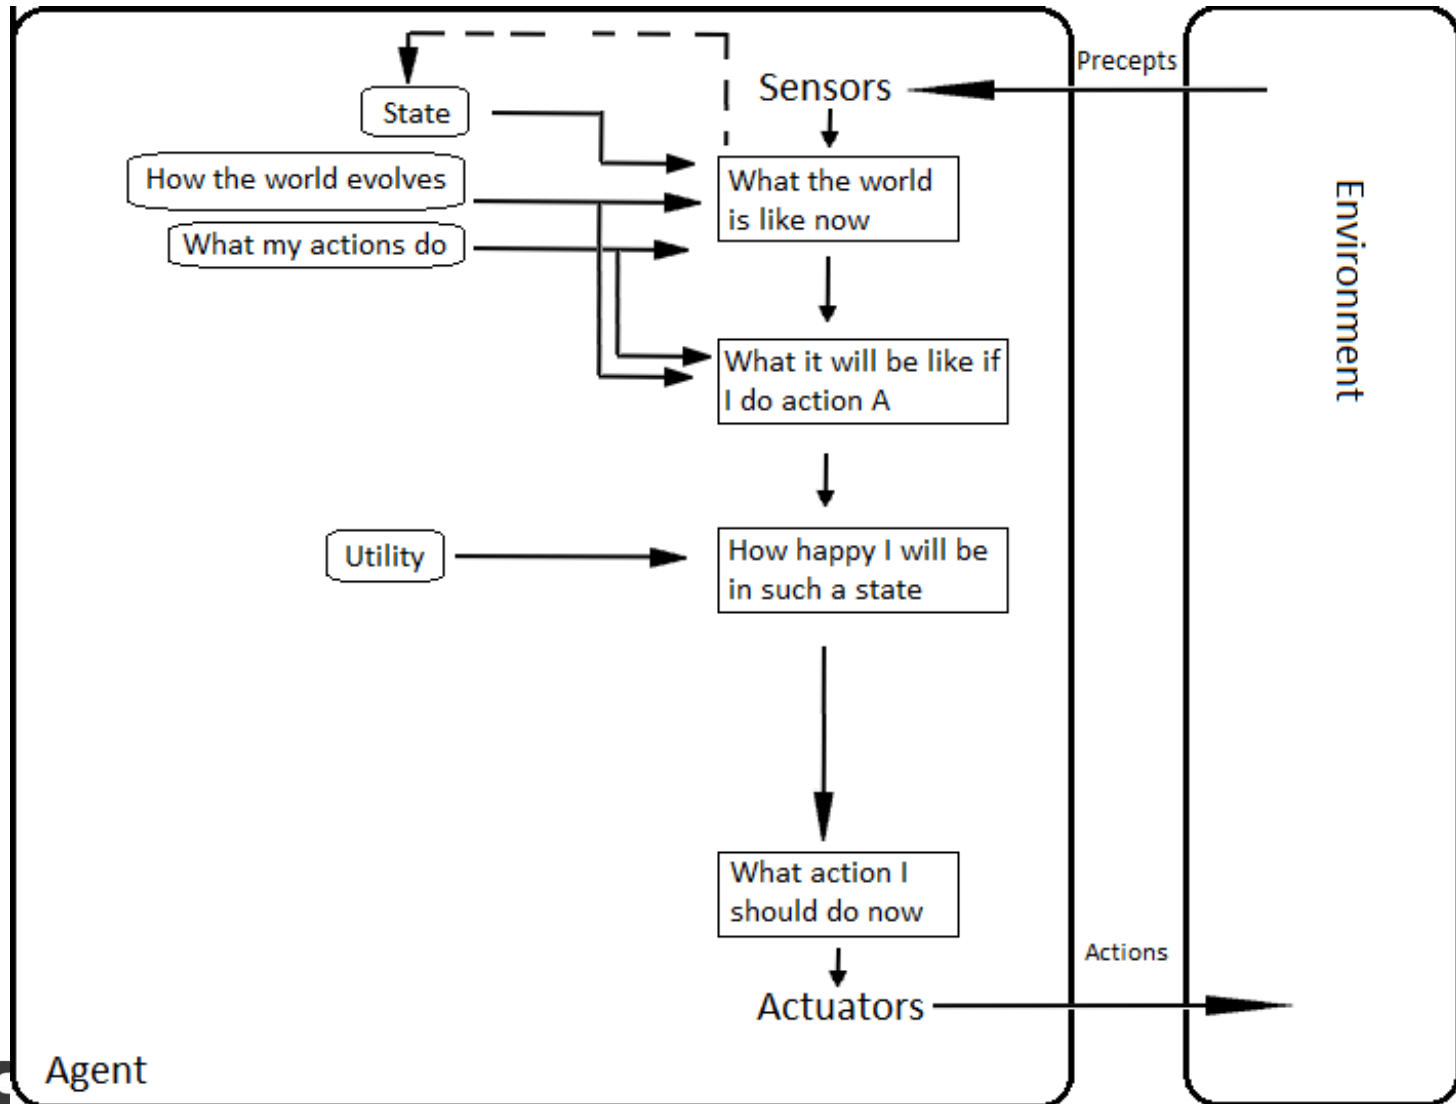 Precepts
Sensors
State
How the world evolves
What the world
is like now
What my actions do
Environment
What it will be like if
I do action A
Utility
How happy I will be
in such a state
What action I
should do now
Actions
Actuators
Agent